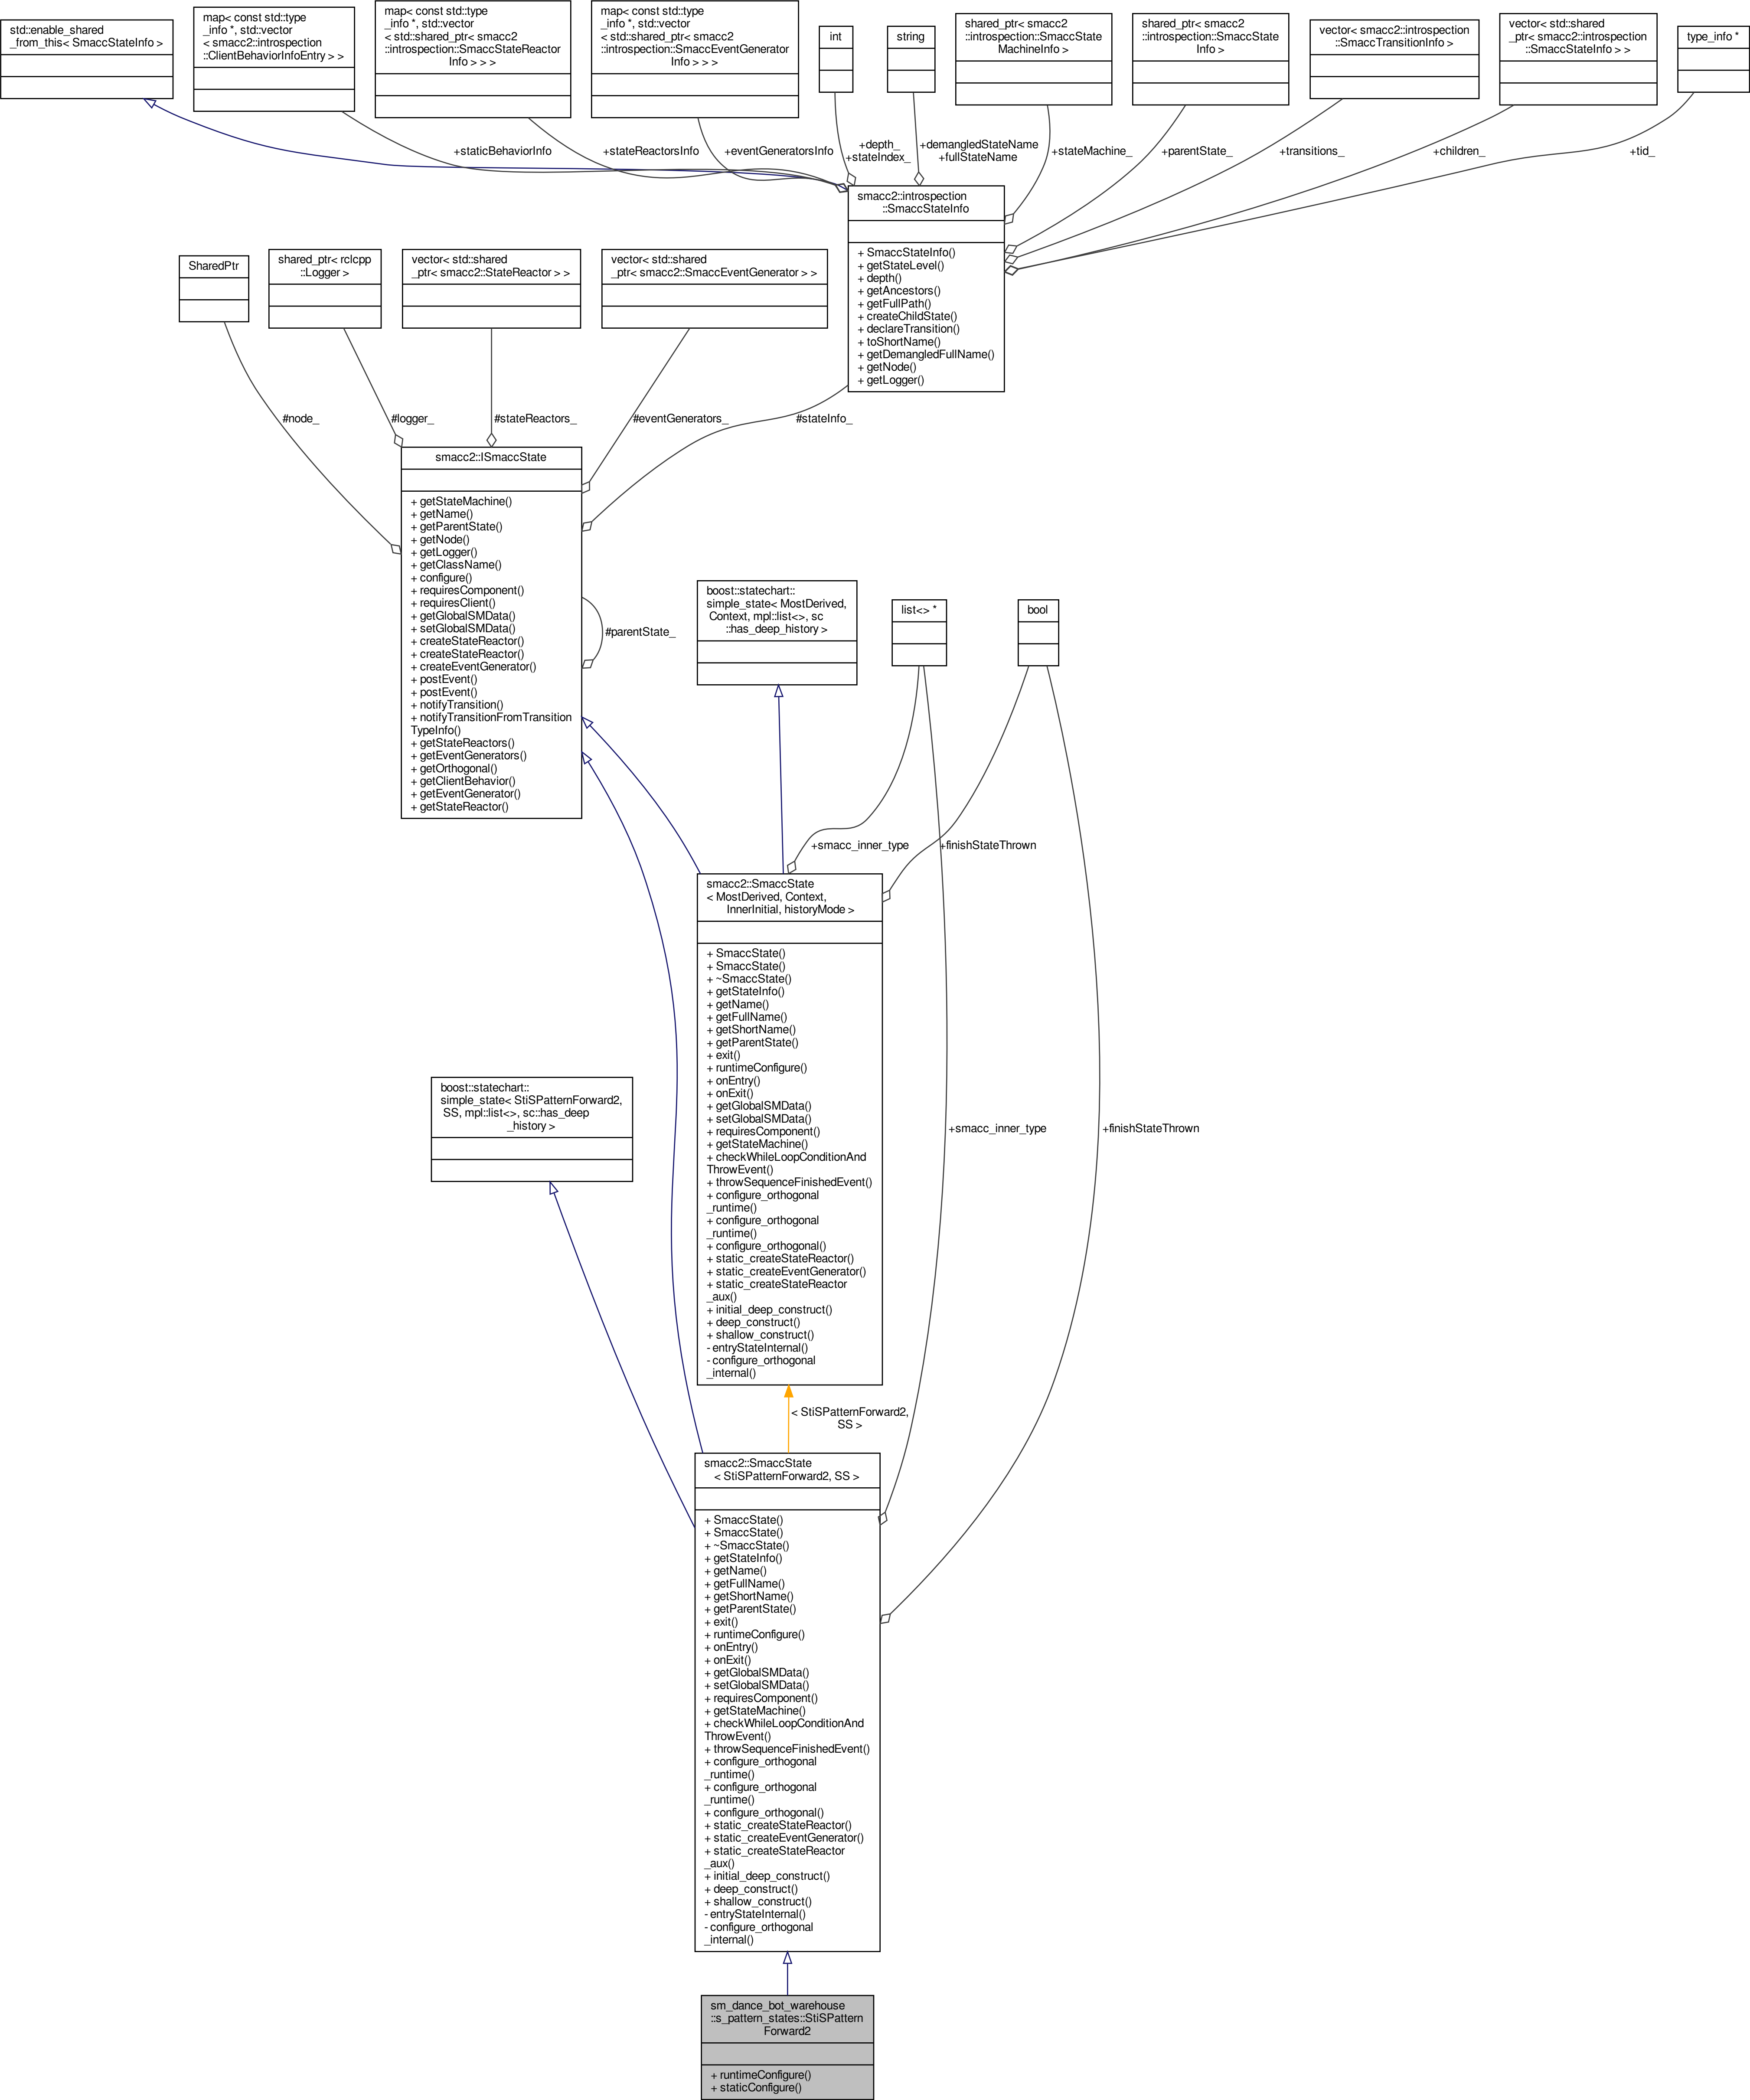 std::enable_shared
_from_this< SmaccStateInfo >
map< const std::type
_info *, std::vector
< smacc2::introspection
::ClientBehaviorInfoEntry > >
map< const std::type
_info *, std::vector
< std::shared_ptr< smacc2
::introspection::SmaccStateReactor
Info > > >
map< const std::type
_info *, std::vector
< std::shared_ptr< smacc2
::introspection::SmaccEventGenerator
Info > > >
int
string
shared_ptr< smacc2
::introspection::SmaccState
MachineInfo >
shared_ptr< smacc2
::introspection::SmaccState
Info >
vector< smacc2::introspection
::SmaccTransitionInfo >
vector< std::shared
_ptr< smacc2::introspection
::SmaccStateInfo > >
type_info *
+staticBehaviorInfo
+stateReactorsInfo
+eventGeneratorsInfo
+depth_
+stateIndex_
+demangledStateName
+fullStateName
+stateMachine_
+parentState_
+transitions_
+children_
+tid_
smacc2::introspection
::SmaccStateInfo
+ SmaccStateInfo()
+ getStateLevel()
+ depth()
+ getAncestors()
+ getFullPath()
+ createChildState()
+ declareTransition()
+ toShortName()
+ getDemangledFullName()
+ getNode()
+ getLogger()
SharedPtr
shared_ptr< rclcpp
::Logger >
vector< std::shared
_ptr< smacc2::StateReactor > >
vector< std::shared
_ptr< smacc2::SmaccEventGenerator > >
#node_
#logger_
#stateReactors_
#eventGenerators_
#stateInfo_
smacc2::ISmaccState
+ getStateMachine()
+ getName()
+ getParentState()
+ getNode()
+ getLogger()
+ getClassName()
+ configure()
+ requiresComponent()
+ requiresClient()
+ getGlobalSMData()
+ setGlobalSMData()
+ createStateReactor()
+ createStateReactor()
+ createEventGenerator()
+ postEvent()
+ postEvent()
+ notifyTransition()
+ notifyTransitionFromTransition
TypeInfo()
+ getStateReactors()
+ getEventGenerators()
+ getOrthogonal()
+ getClientBehavior()
+ getEventGenerator()
+ getStateReactor()
#parentState_
boost::statechart::
simple_state< MostDerived,
Context, mpl::list<>, sc
::has_deep_history >
list<> *
bool
+smacc_inner_type
+finishStateThrown
smacc2::SmaccState
< MostDerived, Context,
InnerInitial, historyMode >
+ SmaccState()
+ SmaccState()
+ ~SmaccState()
+ getStateInfo()
+ getName()
+ getFullName()
+ getShortName()
+ getParentState()
+ exit()
+ runtimeConfigure()
+ onEntry()
+ onExit()
+ getGlobalSMData()
+ setGlobalSMData()
+ requiresComponent()
+ getStateMachine()
+ checkWhileLoopConditionAnd
ThrowEvent()
+ throwSequenceFinishedEvent()
+ configure_orthogonal
_runtime()
+ configure_orthogonal
_runtime()
+ configure_orthogonal()
+ static_createStateReactor()
+ static_createEventGenerator()
+ static_createStateReactor
_aux()
+ initial_deep_construct()
+ deep_construct()
+ shallow_construct()
- entryStateInternal()
- configure_orthogonal
_internal()
boost::statechart::
simple_state< StiSPatternForward2,
SS, mpl::list<>, sc::has_deep
_history >
+smacc_inner_type
+finishStateThrown
< StiSPatternForward2,
SS >
smacc2::SmaccState
< StiSPatternForward2, SS >
+ SmaccState()
+ SmaccState()
+ ~SmaccState()
+ getStateInfo()
+ getName()
+ getFullName()
+ getShortName()
+ getParentState()
+ exit()
+ runtimeConfigure()
+ onEntry()
+ onExit()
+ getGlobalSMData()
+ setGlobalSMData()
+ requiresComponent()
+ getStateMachine()
+ checkWhileLoopConditionAnd
ThrowEvent()
+ throwSequenceFinishedEvent()
+ configure_orthogonal
_runtime()
+ configure_orthogonal
_runtime()
+ configure_orthogonal()
+ static_createStateReactor()
+ static_createEventGenerator()
+ static_createStateReactor
_aux()
+ initial_deep_construct()
+ deep_construct()
+ shallow_construct()
- entryStateInternal()
- configure_orthogonal
_internal()
sm_dance_bot_warehouse
::s_pattern_states::StiSPattern
Forward2
+ runtimeConfigure()
+ staticConfigure()